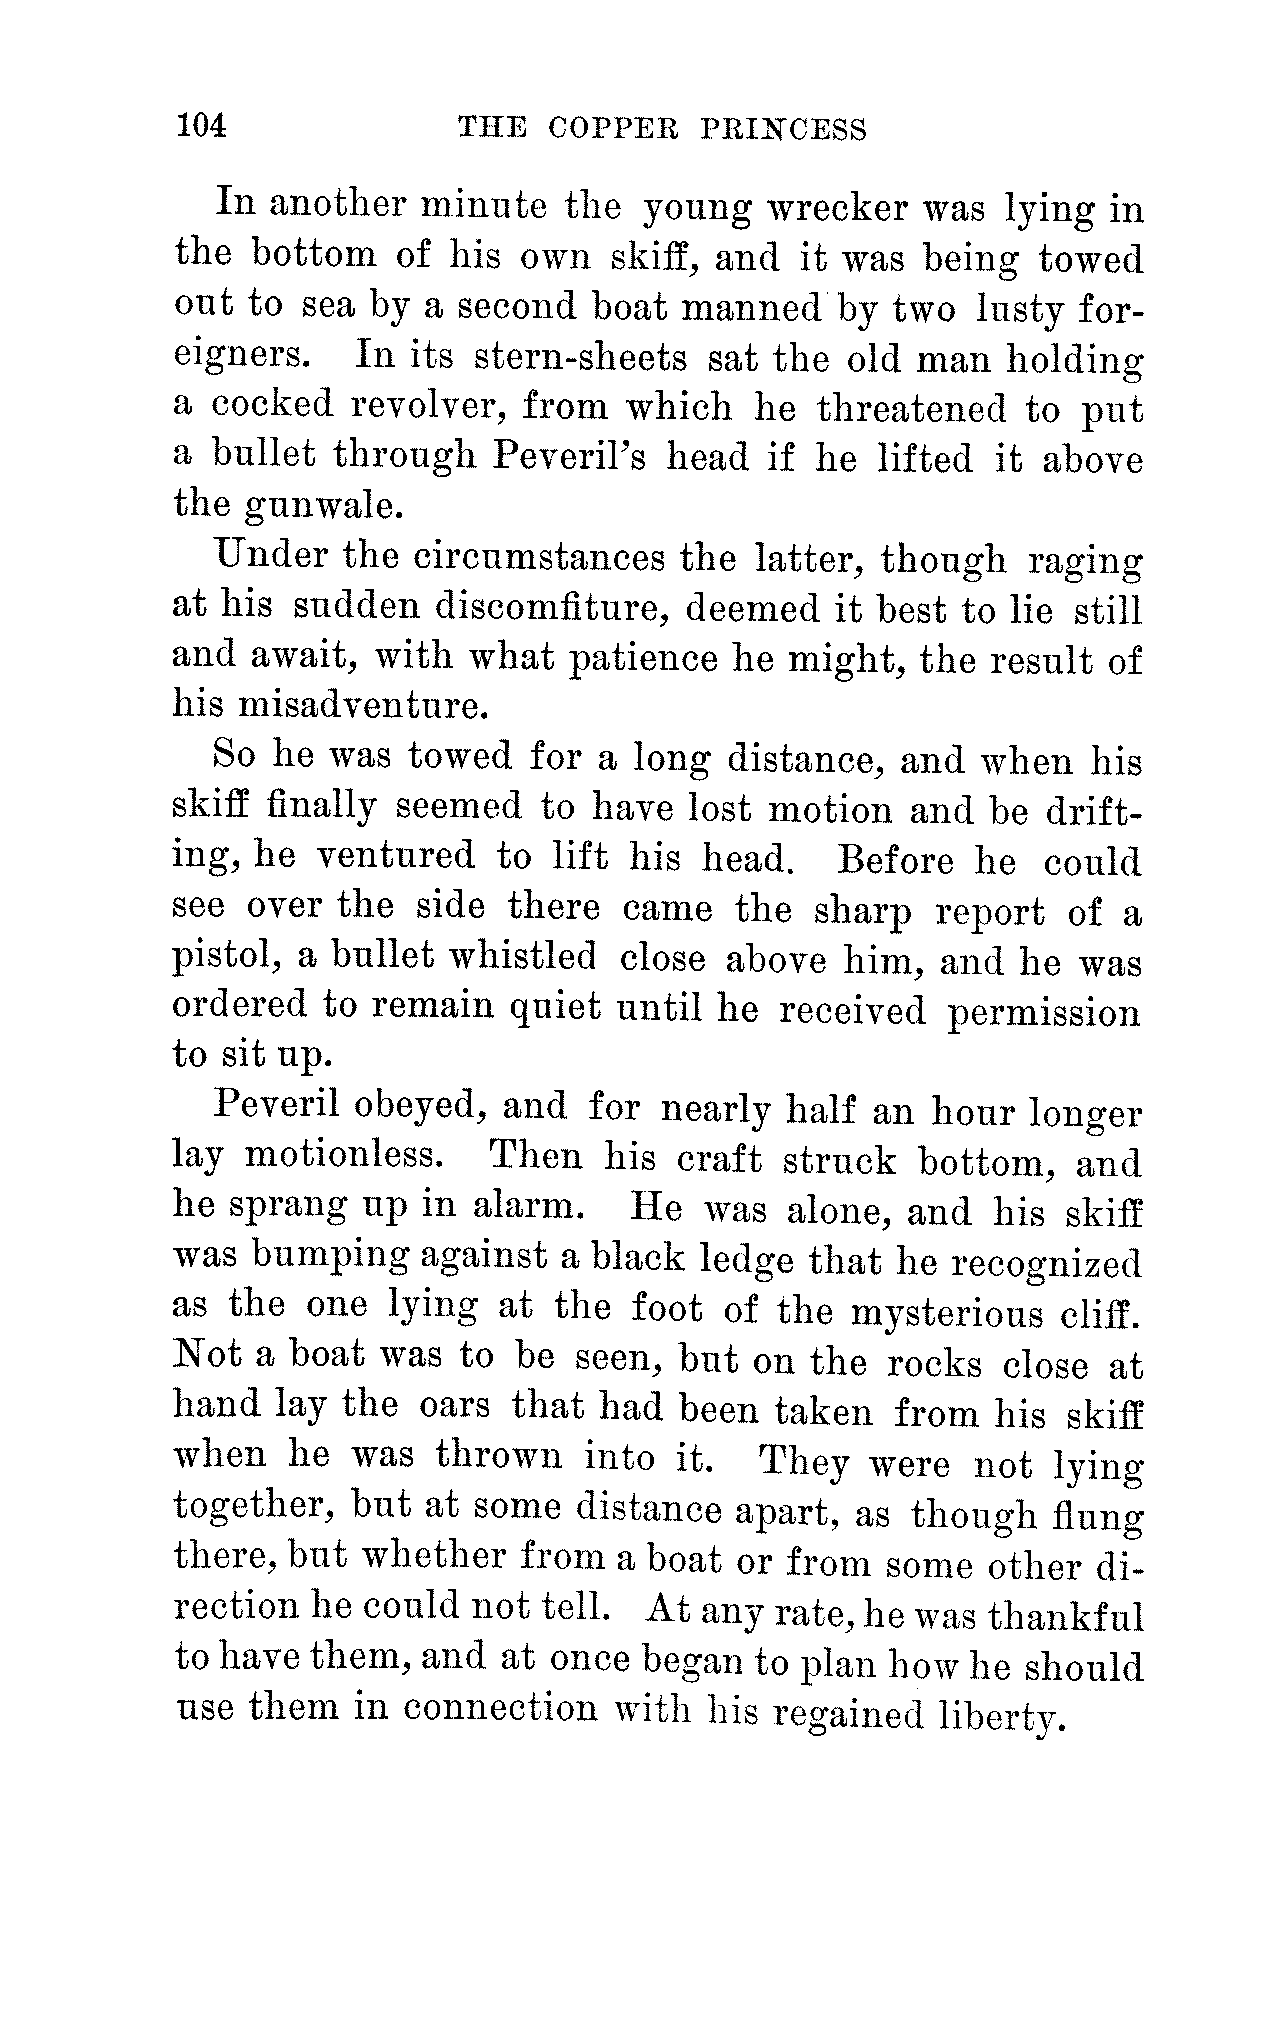 104 THE COPPER PRINCESS
In another minute the young wrecker was lying in
the bottom of his own skiff, and it was being towed
out to sea by a second boat manned by two lusty for-
eigners. In its stern-sheets sat the old man holding
a cocked revolver, from which he threatened to put
a bullet through Peveril's head if he lifted it above
the gunwale.
Under the circumstances the latter, though raging
at his sudden discomfiture, deemed it best to lie still
and await, with what patience he might, the result of
his misadventure.
So he was towed for a long distance, and when his
skiff finally seemed to have lost motion and be drift-
ing, he ventured to lift his head. Before he could
see over the side there came the sharp report of a
pistol, a bullet whistled close above him, and he was
ordered to remain quiet until he received permission
to sit up.
Peveril obeyed, and for nearly half an hour longer
lay motionless. Then his craft struck bottom, and
he sprang up in alarm. He was alone, and his skiff
was bumping against a black ledge that he recognized
as the one lying at the foot of the mysterious cliff.
Not a boat was to be seen, but on the rocks close at
hand lay the oars that had been taken from his skiff
when he was thrown into it. They were not lying
together, but at some distance apart, as though flung
there, but whether from a boat or from some other di-
rection he could not tell. At any rate, he was thankful
to have them, and at once began to plan how he should
use them in connection with his regained liberty.